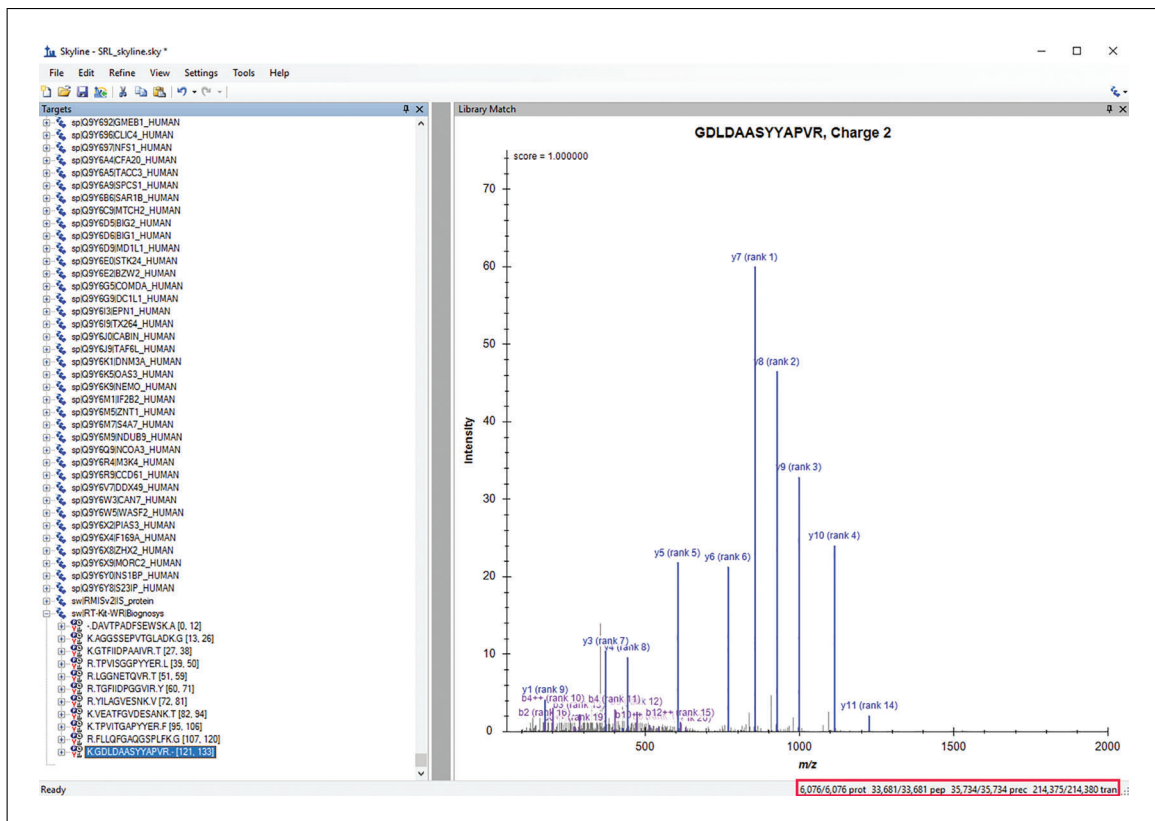 Skyline - SRL_skyline.sky *
File Edit Refine View Settings Tools Help
Targets
sp|Q9Y692|GMEB1_HUMAN
sp|Q9Y696|CLIC4_HUMAN
sp|Q9Y697|NFS1_HUMAN
sp|Q9Y6A4|CFA20_HUMAN
sp|Q9Y6A5|TACC3_HUMAN
sp|Q9Y6A9|SPCS1_HUMAN
sp|Q9Y6B6|SAR1B_HUMAN
sp|Q9Y6C9|MTCH2_HUMAN
sp|Q9Y6D5|BIG2_HUMAN
sp|Q9Y6D6|BIG1_HUMAN
sp|Q9Y6D9|MD1L1_HUMAN
sp|Q9Y6E0|STK24_HUMAN
sp|Q9Y6E2|BZW2_HUMAN
sp|Q9Y6G5|COMDA_HUMAN
sp|Q9Y6G9|DC1L1_HUMAN
sp|Q9Y6I3|EPN1_HUMAN
sp|Q9Y6I9|TX264_HUMAN
sp|Q9Y6J0|CABIN_HUMAN
sp|Q9Y6J9|TAF6L_HUMAN
sp|Q9Y6K1|DNM3A_HUMAN
sp|Q9Y6K5|OAS3_HUMAN
sp|Q9Y6K9|NEMO_HUMAN
sp|Q9Y6M1|IF2B2_HUMAN
sp|Q9Y6M5|ZNT1_HUMAN
sp|Q9Y6M7|S4A7_HUMAN
sp|Q9Y6M9|NDUB9_HUMAN
sp|Q9Y6Q9|NCOA3_HUMAN
sp|Q9Y6R4|M3K4_HUMAN
sp|Q9Y6R9|CCD61_HUMAN
sp|Q9Y6V7|DDX49_HUMAN
sp|Q9Y6W3|CAN7_HUMAN
sp|Q9Y6W5|WASF2_HUMAN
sp|Q9Y6X2|PIAS3_HUMAN
sp|Q9Y6X4|F169A_HUMAN
sp|Q9Y6X8|ZHX2_HUMAN
sp|Q9Y6X9|MORC2_HUMAN
sp|Q9Y6Y0|NS1BP_HUMAN
sp|Q9Y6Y8|S23IP_HUMAN
sw|RMISv2|IS_protein
sw|RT-Kit-WR|Biognosys
-.DAVTPADFSEWSK.A [0, 12]
K.AGGSSEPVTGLADK.G [13, 26]
K.GTFIIDPAAIVR.T [27, 38]
R.TPVISGGPYYER.L [39, 50]
R.LGGNETQVR.T [51, 59]
R.TGFIIDPGGVIR.Y [60, 71]
R.YILAGVESNK.V [72, 81]
K.VEATFGVDESANK.T [82, 94]
K.TPVITGAPYYER.F [95, 106]
R.FLLQFGAQGSPLFK.G [107, 120]
K.GDLDAASYYAPVR.- [121, 133]
Library Match
GDLDAASYYAPVR, Charge 2
score = 1.000000
70
60
50
40
30
20
10
0
Intensity
y7 (rank 1)
y8 (rank 2)
y9 (rank 3)
y10 (rank 4)
y5 (rank 5)
y6 (rank 6)
y3 (rank 7)
y4 (rank 8)
y1 (rank 9)
b4++ (rank 10)
b4 (rank 11)
b2 (rank 16)
b12++ (rank 15)
y11 (rank 14)
500 1000 1500 2000
m/z
Ready
6,076/6,076 prot 33,681/33,681 pep 35,734/35,734 prec 214,375/214,380 tran